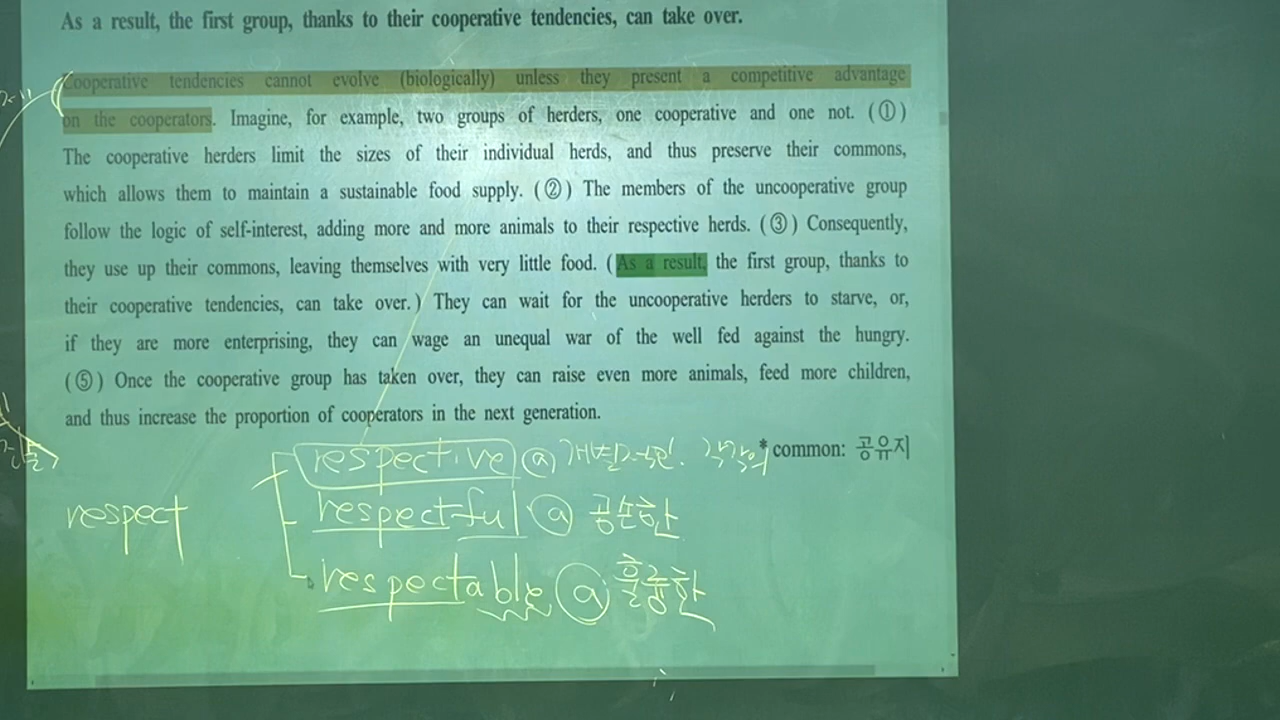 As a result, the first group, thanks to their cooperative tendencies, can take over.
Cooperative tendencies cannot evolve (biologically) unless they present a competitive advantage
on the cooperators. Imagine, for example, two groups of herders, one cooperative and one not. (①)
The cooperative herders limit the sizes of their individual herds, and thus preserve their commons,
which allows them to maintain a sustainable food supply. (②) The members of the uncooperative group
follow the logic of self-interest, adding more and more animals to their respective herds. (③) Consequently,
they use up their commons, leaving themselves with very little food. (As a result, the first group, thanks to
their cooperative tendencies, can take over.) They can wait for the uncooperative herders to starve, or,
if they are more enterprising, they can wage an unequal war of the well fed against the hungry.
(⑤) Once the cooperative group has taken over, they can raise even more animals, feed more children,
and thus increase the proportion of cooperators in the next generation.
* common: 공유지
respective ⓐ 각각의
respect
respectful ⓐ 공손한
respectable ⓐ 훌륭한